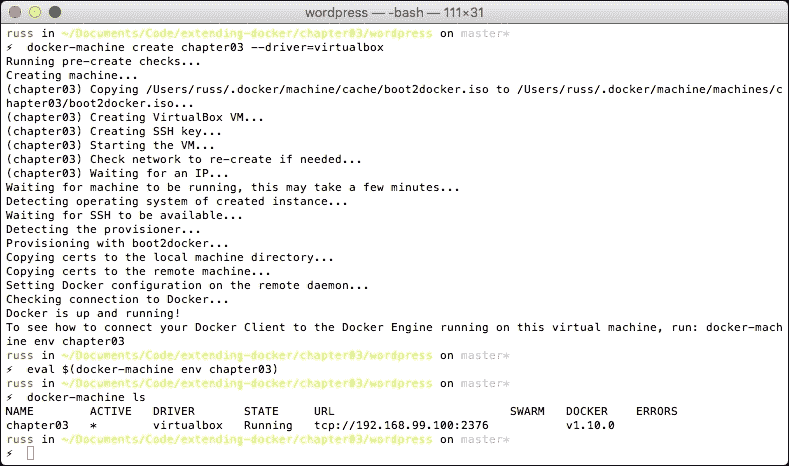 wordpress — -bash — 111×31
russ in ~/Documents/Code/extending-docker/chapter03/wordpress on master*
⚡ docker-machine create chapter03 --driver=virtualbox
Running pre-create checks...
Creating machine...
(chapter03) Copying /Users/russ/.docker/machine/cache/boot2docker.iso to /Users/russ/.docker/machine/machines/c
hapter03/boot2docker.iso...
(chapter03) Creating VirtualBox VM...
(chapter03) Creating SSH key...
(chapter03) Starting the VM...
(chapter03) Check network to re-create if needed...
(chapter03) Waiting for an IP...
Waiting for machine to be running, this may take a few minutes...
Detecting operating system of created instance...
Waiting for SSH to be available...
Detecting the provisioner...
Provisioning with boot2docker...
Copying certs to the local machine directory...
Copying certs to the remote machine...
Setting Docker configuration on the remote daemon...
Checking connection to Docker...
Docker is up and running!
To see how to connect your Docker Client to the Docker Engine running on this virtual machine, run: docker-mach
ine env chapter03
russ in ~/Documents/Code/extending-docker/chapter03/wordpress on master*
⚡ eval $(docker-machine env chapter03)
russ in ~/Documents/Code/extending-docker/chapter03/wordpress on master*
⚡ docker-machine ls
NAME ACTIVE DRIVER STATE URL SWARM DOCKER ERRORS
chapter03 * virtualbox Running tcp://192.168.99.100:2376 v1.10.0
russ in ~/Documents/Code/extending-docker/chapter03/wordpress on master*
⚡